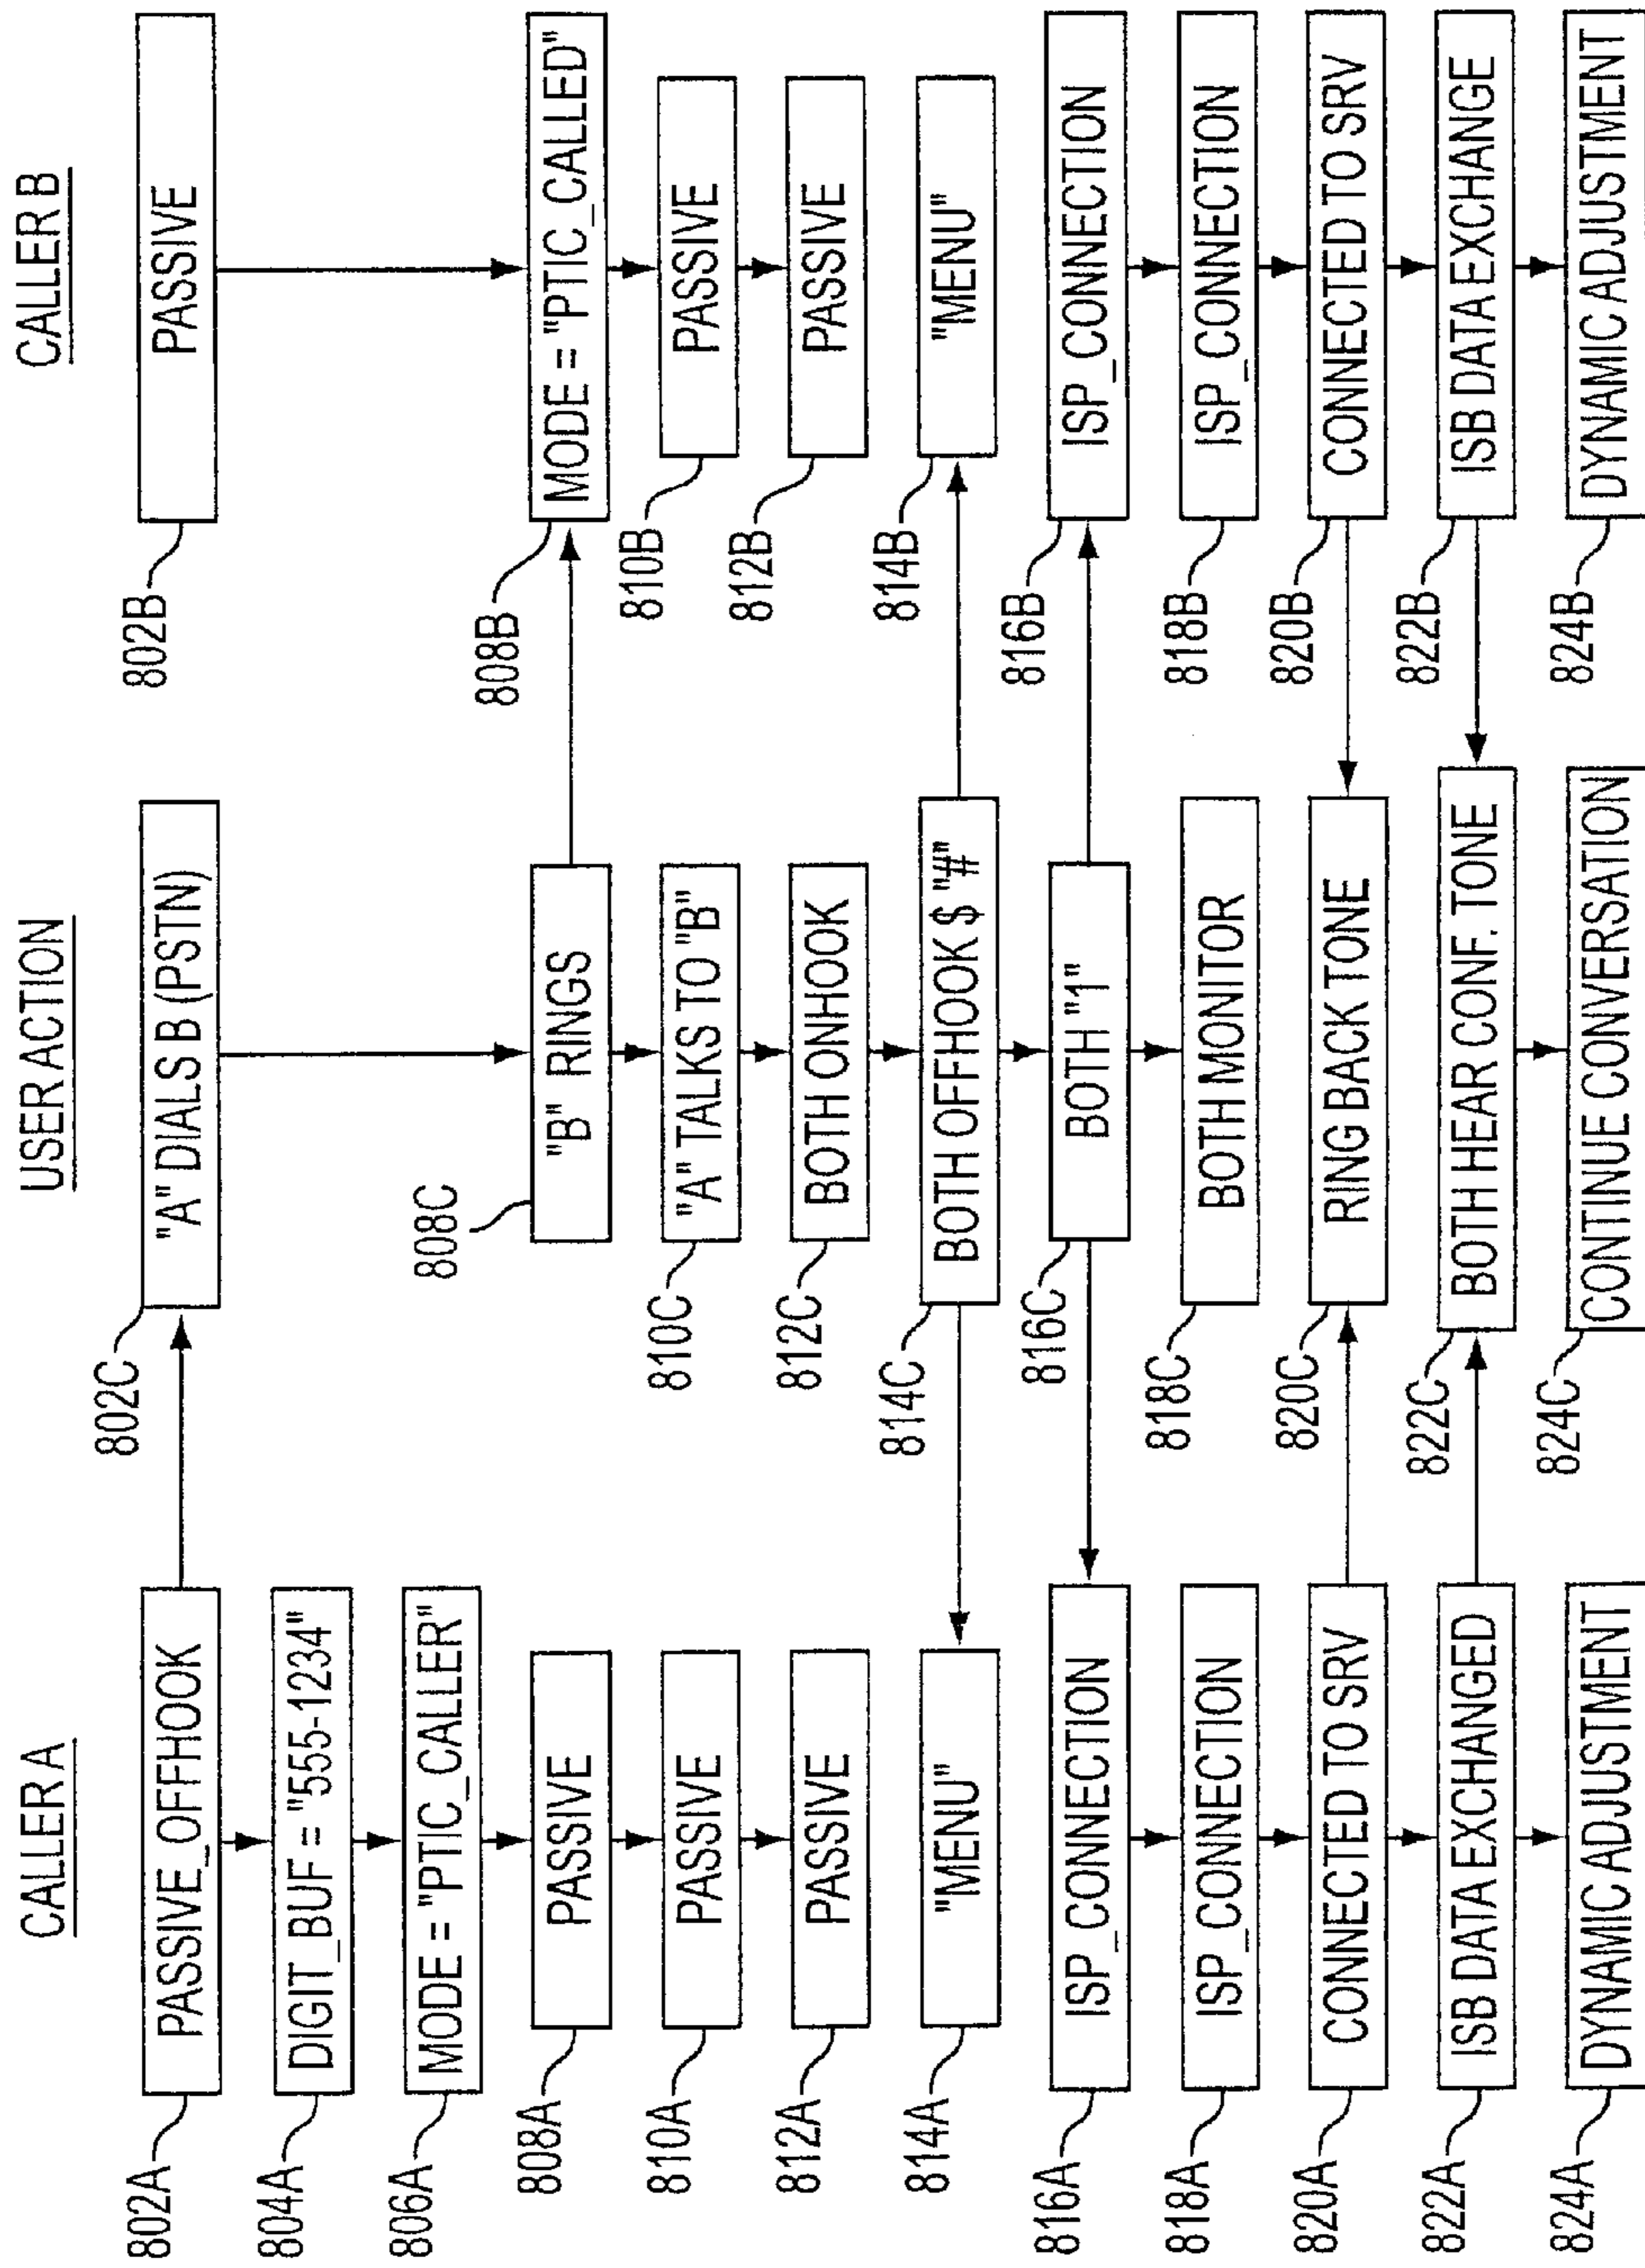 CALLER A
USER ACTION
CALLER B
802A
PASSIVE_OFFHOOK
802C
"A" DIALS B (PSTN)
802B
PASSIVE
804A
DIGIT_BUF = "555-1234"
806A
MODE = "PTIC_CALLER"
808A
PASSIVE
808C
"B" RINGS
808B
MODE = "PTIC_CALLED"
810A
PASSIVE
810C
"A" TALKS TO "B"
810B
PASSIVE
812A
PASSIVE
812C
BOTH ONHOOK
812B
PASSIVE
814A
"MENU"
814C
BOTH OFFHOOK $ "#"
814B
"MENU"
816A
ISP_CONNECTION
816C
BOTH "1"
816B
ISP_CONNECTION
818A
ISP_CONNECTION
818C
BOTH MONITOR
818B
ISP_CONNECTION
820A
CONNECTED TO SRV
820C
RING BACK TONE
820B
CONNECTED TO SRV
822A
ISB DATA EXCHANGED
822C
BOTH HEAR CONF. TONE
822B
ISB DATA EXCHANGE
824A
DYNAMIC ADJUSTMENT
824C
CONTINUE CONVERSATION
824B
DYNAMIC ADJUSTMENT